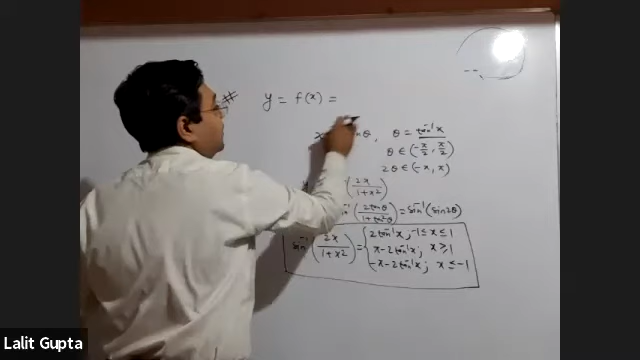 # y = f(x) =
θ, θ = tan⁻¹x
θ ∈ (-π/2, π/2)
2θ ∈ (-π, π)
(2x/(1+x²))
(2tanθ/(1+tan²θ)) = sin⁻¹(sin2θ)
sin⁻¹(2x/(1+x²)) = { 2tan⁻¹x, -1 ≤ x ≤ 1
π - 2tan⁻¹x; x ≥ 1
-π - 2tan⁻¹x; x ≤ -1
Lalit Gupta